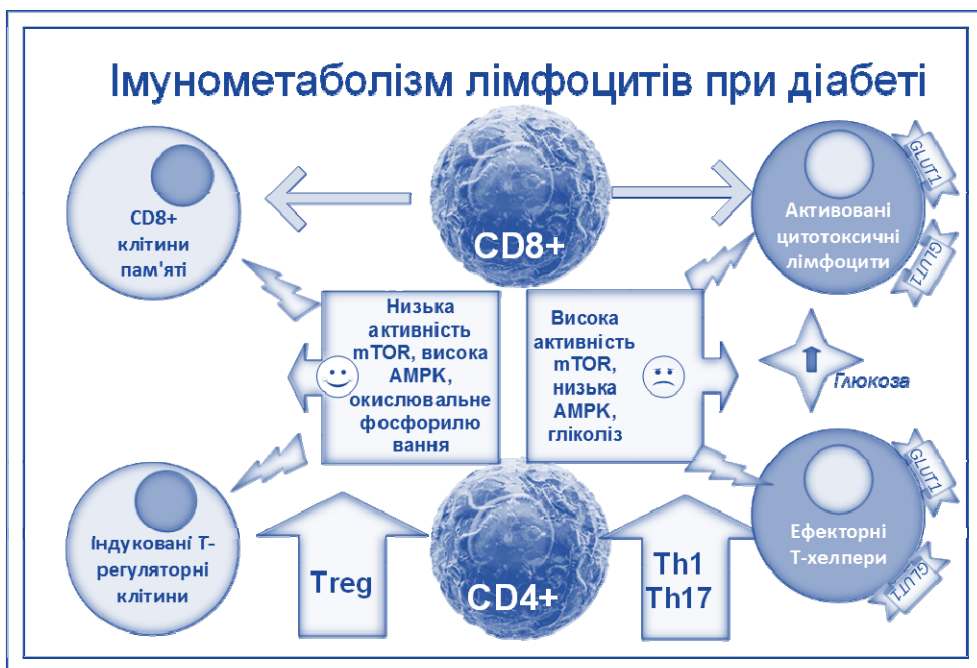 Імунометаболізм лімфоцитів при діабеті
CD8+
клітини
пам'яті
CD8+
Активовані
цитотоксичні
лімфоцити
GLUT1
GLUT1
Низька
активність
mTOR, висока
AMPK,
окислювальне
фосфорилю
вання
Висока
активність
mTOR,
низька
AMPK,
гліколіз
Глюкоза
Індуковані Т-
регуляторні
клітини
Treg
CD4+
Th1
Th17
Ефекторні
Т-хелпери
GLUT1
GLUT1